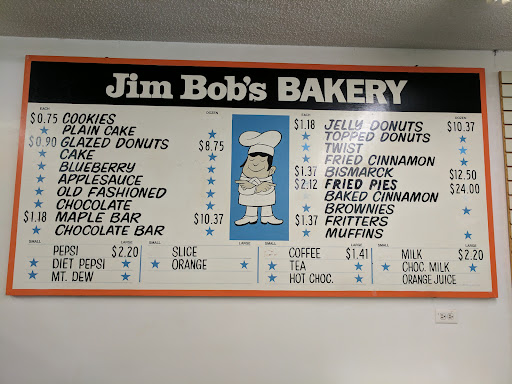 Jim Bob's BAKERY
EACH DOZEN EACH DOZEN
$0.75 COOKIES
PLAIN CAKE
$0.90 GLAZED DONUTS $8.75
CAKE
BLUEBERRY
APPLESAUCE
OLD FASHIONED
CHOCOLATE
$1.18 MAPLE BAR $10.37
CHOCOLATE BAR
$1.18 JELLY DONUTS $10.37
TOPPED DONUTS
TWIST
FRIED CINNAMON
$1.37 BISMARCK $12.50
$2.12 FRIED PIES $24.00
BAKED CINNAMON
BROWNIES
$1.37 FRITTERS
MUFFINS
SMALL LARGE SMALL LARGE SMALL LARGE SMALL LARGE
PEPSI $2.20 SLICE COFFEE $1.41 MILK $2.20
DIET PEPSI ORANGE TEA CHOC. MILK
MT. DEW HOT CHOC. ORANGE JUICE